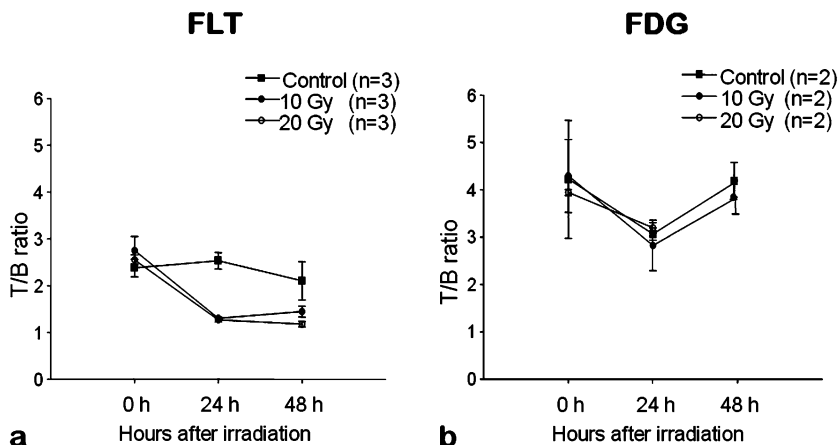 FLT
Control (n=3)
10 Gy (n=3)
20 Gy (n=3)
6
5
4
3
2
1
0
T/B ratio
0 h 24 h 48 h
Hours after irradiation
a
FDG
Control (n=2)
10 Gy (n=2)
20 Gy (n=2)
6
5
4
3
2
1
0
T/B ratio
0 h 24 h 48 h
Hours after irradiation
b